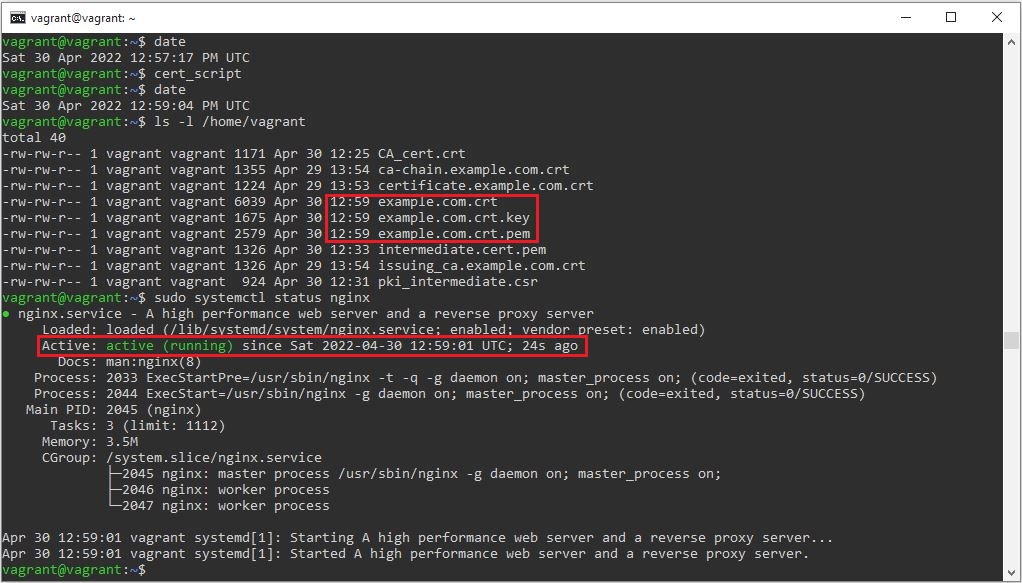 vagrant@vagrant: ~
vagrant@vagrant:~$ date
Sat 30 Apr 2022 12:57:17 PM UTC
vagrant@vagrant:~$ cert_script
vagrant@vagrant:~$ date
Sat 30 Apr 2022 12:59:04 PM UTC
vagrant@vagrant:~$ ls -l /home/vagrant
total 40
-rw-rw-r-- 1 vagrant vagrant 1171 Apr 30 12:25 CA_cert.crt
-rw-rw-r-- 1 vagrant vagrant 1355 Apr 29 13:54 ca-chain.example.com.crt
-rw-rw-r-- 1 vagrant vagrant 1224 Apr 29 13:53 certificate.example.com.crt
-rw-rw-r-- 1 vagrant vagrant 6039 Apr 30 12:59 example.com.crt
-rw-rw-r-- 1 vagrant vagrant 1675 Apr 30 12:59 example.com.crt.key
-rw-rw-r-- 1 vagrant vagrant 2579 Apr 30 12:59 example.com.crt.pem
-rw-rw-r-- 1 vagrant vagrant 1326 Apr 30 12:33 intermediate.cert.pem
-rw-rw-r-- 1 vagrant vagrant 1326 Apr 29 13:54 issuing_ca.example.com.crt
-rw-rw-r-- 1 vagrant vagrant  924 Apr 30 12:31 pki_intermediate.csr
vagrant@vagrant:~$ sudo systemctl status nginx
● nginx.service - A high performance web server and a reverse proxy server
     Loaded: loaded (/lib/systemd/system/nginx.service; enabled; vendor preset: enabled)
     Active: active (running) since Sat 2022-04-30 12:59:01 UTC; 24s ago
       Docs: man:nginx(8)
    Process: 2033 ExecStartPre=/usr/sbin/nginx -t -q -g daemon on; master_process on; (code=exited, status=0/SUCCESS)
    Process: 2044 ExecStart=/usr/sbin/nginx -g daemon on; master_process on; (code=exited, status=0/SUCCESS)
   Main PID: 2045 (nginx)
      Tasks: 3 (limit: 1112)
     Memory: 3.5M
     CGroup: /system.slice/nginx.service
             ├─2045 nginx: master process /usr/sbin/nginx -g daemon on; master_process on;
             ├─2046 nginx: worker process
             └─2047 nginx: worker process
Apr 30 12:59:01 vagrant systemd[1]: Starting A high performance web server and a reverse proxy server...
Apr 30 12:59:01 vagrant systemd[1]: Started A high performance web server and a reverse proxy server.
vagrant@vagrant:~$